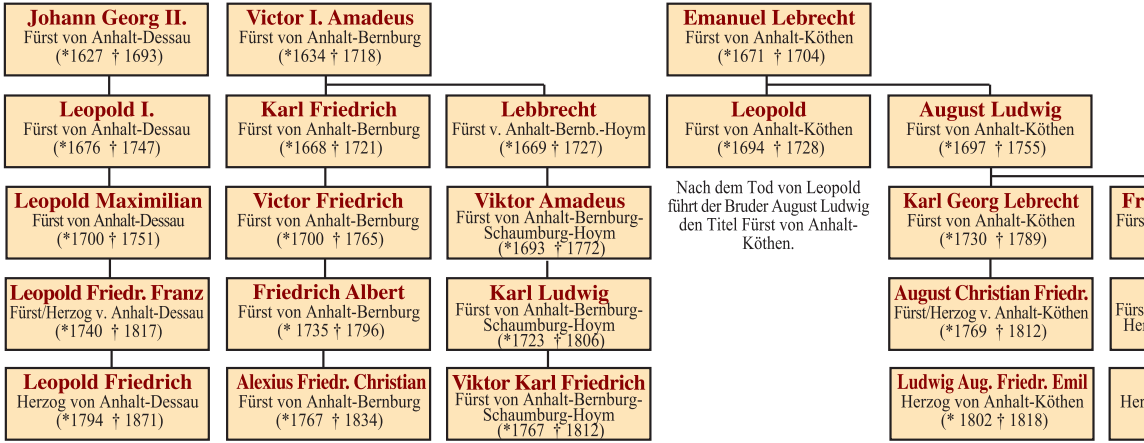 Johann Georg II.
Fürst von Anhalt-Dessau
(*1627 † 1693)
Victor I. Amadeus
Fürst von Anhalt-Bernburg
(*1634 † 1718)
Emanuel Lebrecht
Fürst von Anhalt-Köthen
(*1671 † 1704)
Leopold I.
Fürst von Anhalt-Dessau
(*1676 † 1747)
Karl Friedrich
Fürst von Anhalt-Bernburg
(*1668 † 1721)
Lebbrecht
Fürst v. Anhalt-Bernb.-Hoym
(*1669 † 1727)
Leopold
Fürst von Anhalt-Köthen
(*1694 † 1728)
August Ludwig
Fürst von Anhalt-Köthen
(*1697 † 1755)
Leopold Maximilian
Fürst von Anhalt-Dessau
(*1700 † 1751)
Victor Friedrich
Fürst von Anhalt-Bernburg
(*1700 † 1765)
Viktor Amadeus
Fürst von Anhalt-Bernburg-
Schaumburg-Hoym
(*1693 † 1772)
Nach dem Tod von Leopold
führt der Bruder August Ludwig
den Titel Fürst von Anhalt-
Köthen.
Karl Georg Lebrecht
Fürst von Anhalt-Köthen
(*1730 † 1789)
Fr
Fürs
Leopold Friedr. Franz
Fürst/Herzog v. Anhalt-Dessau
(*1740 † 1817)
Friedrich Albert
Fürst von Anhalt-Bernburg
(* 1735 † 1796)
Karl Ludwig
Fürst von Anhalt-Bernburg-
Schaumburg-Hoym
(*1723 † 1806)
August Christian Friedr.
Fürst/Herzog v. Anhalt-Köthen
(*1769 † 1812)
Fürs
Her
Leopold Friedrich
Herzog von Anhalt-Dessau
(*1794 † 1871)
Alexius Friedr. Christian
Fürst von Anhalt-Bernburg
(*1767 † 1834)
Viktor Karl Friedrich
Fürst von Anhalt-Bernburg-
Schaumburg-Hoym
(*1767 † 1812)
Ludwig Aug. Friedr. Emil
Herzog von Anhalt-Köthen
(* 1802 † 1818)
Her